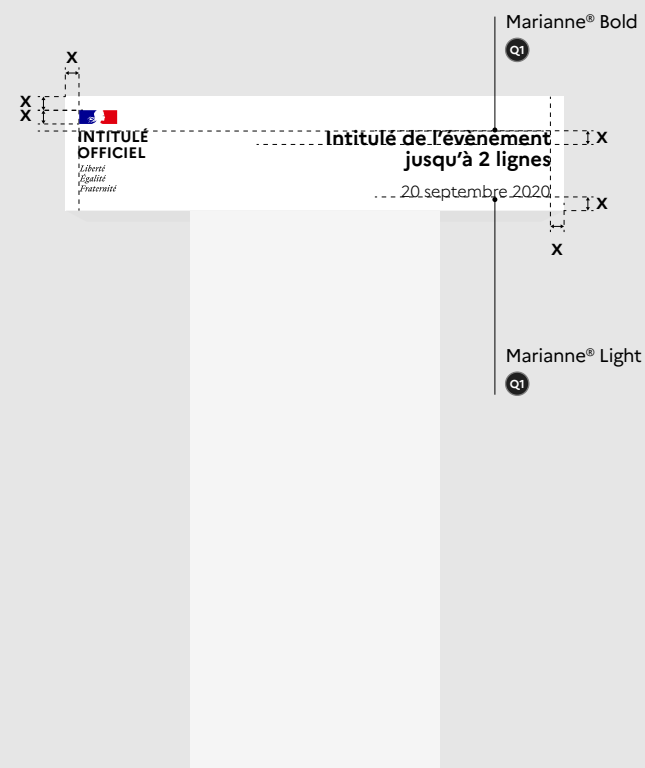 Marianne® Bold
Q1
X
X
X
INTITULÉ
OFFICIEL
Liberté
Égalité
Fraternité
Intitulé de l'évènement
jusqu'à 2 lignes
20 septembre 2020
X
X
X
Marianne® Light
Q1